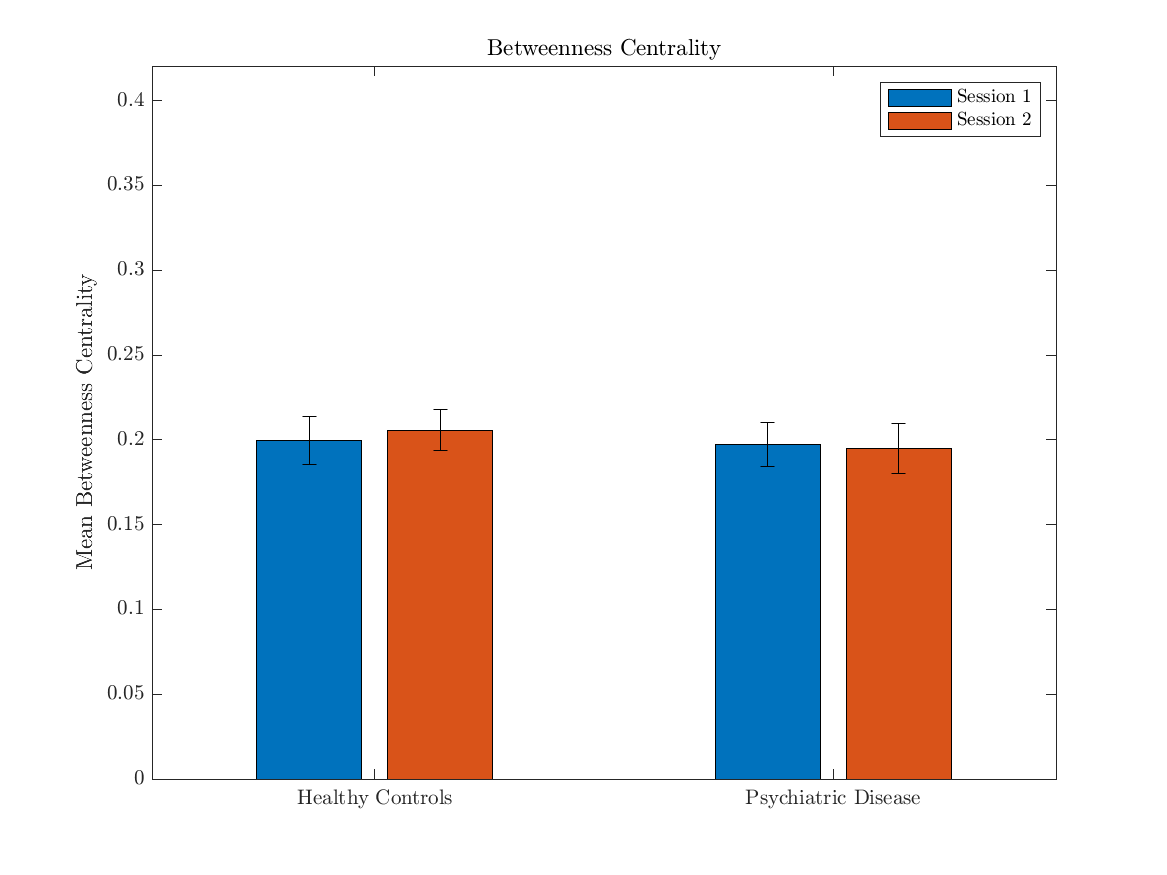 Betweenness Centrality
Session 1
Session 2
Mean Betweenness Centrality
0.4
0.35
0.3
0.25
0.2
0.15
0.1
0.05
0
Healthy Controls
Psychiatric Disease